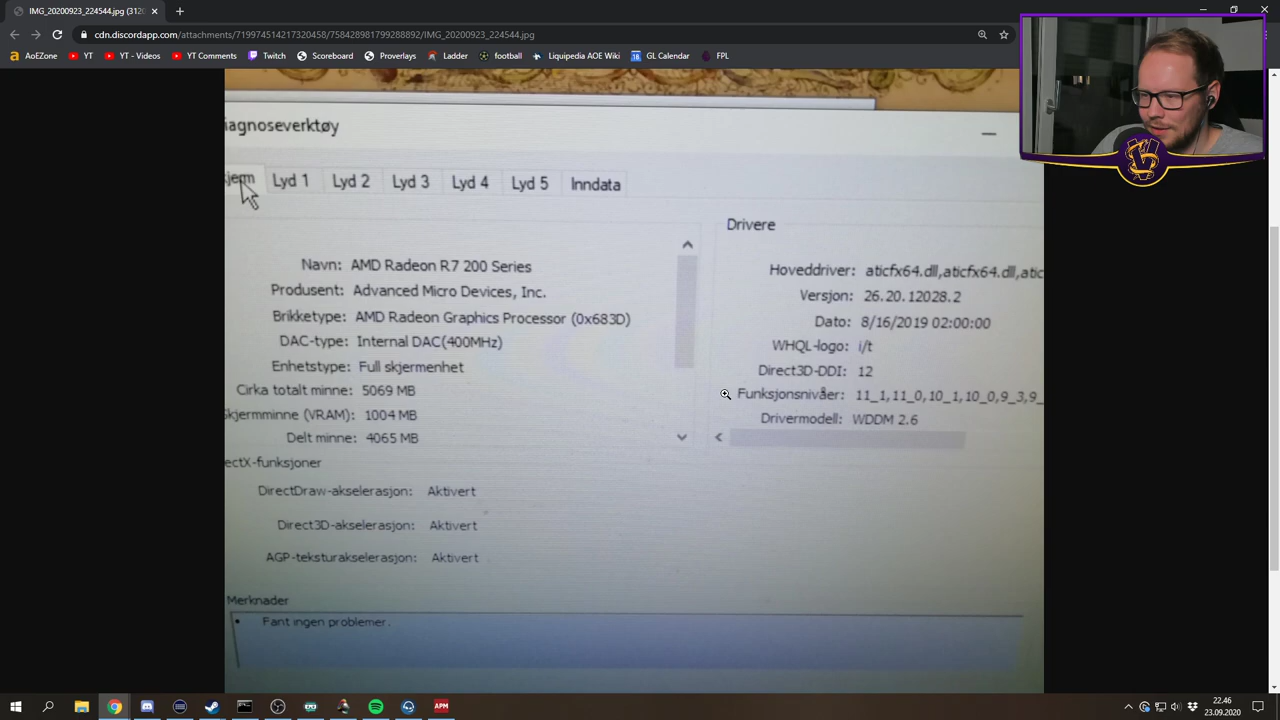 IMG_20200923_224544.jpg (312
cdn.discordapp.com/attachments/719974514217320458/758428981799288892/IMG_20200923_224544.jpg
AoEZone YT YT - Videos YT Comments Twitch Scoreboard Proverlays Ladder football Liquipedia AOE Wiki GL Calendar FPL
iagnoseverktøy
kjerm Lyd 1 Lyd 2 Lyd 3 Lyd 4 Lyd 5 Inndata
Navn: AMD Radeon R7 200 Series
Produsent: Advanced Micro Devices, Inc.
Brikketype: AMD Radeon Graphics Processor (0x683D)
DAC-type: Internal DAC(400MHz)
Enhetstype: Full skjermenhet
Cirka totalt minne: 5069 MB
Skjermminne (VRAM): 1004 MB
Delt minne: 4065 MB
Drivere
Hoveddriver: aticfx64.dll,aticfx64.dll,atic
Versjon: 26.20.12028.2
Dato: 8/16/2019 02:00:00
WHQL-logo: i/t
Direct3D-DDI: 12
Funksjonsnivåer: 11_1,11_0,10_1,10_0,9_3,9_
Drivermodell: WDDM 2.6
ectX-funksjoner
DirectDraw-akselerasjon: Aktivert
Direct3D-akselerasjon: Aktivert
AGP-teksturakselerasjon: Aktivert
Merknader
• Fant ingen problemer.
APM
22.46
23.09.2020